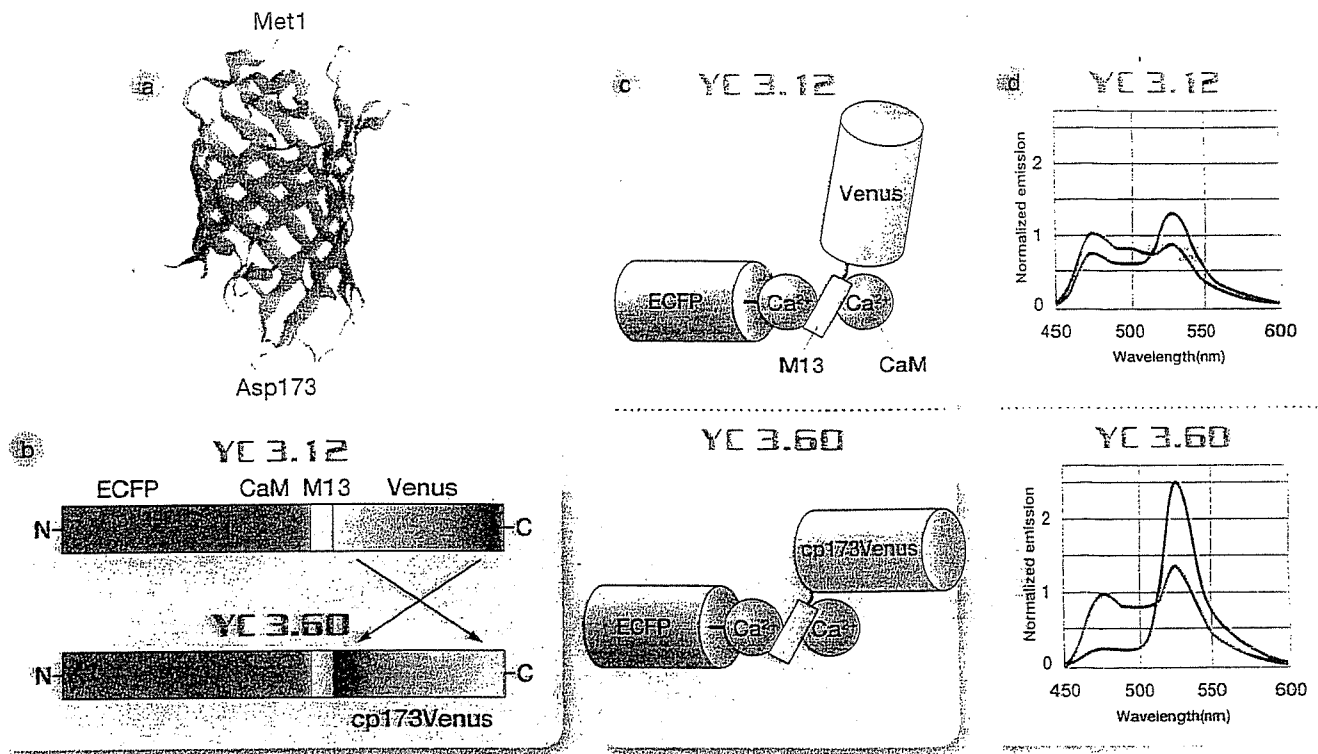 Met1
a
Asp173
b
YC 3.12
ECFP CaM M13 Venus
N C
YC 3.60
N C
cp173Venus
c YC 3.12
Venus
ECFP Ca2+ Ca2+
M13 CaM
YC 3.60
cp173Venus
ECFP Ca2+ Ca2+
d YC 3.12
Normalized emission
2
1
0
450 500 550 600
Wavelength(nm)
YC 3.60
Normalized emission
2
1
0
450 500 550 600
Wavelength(nm)